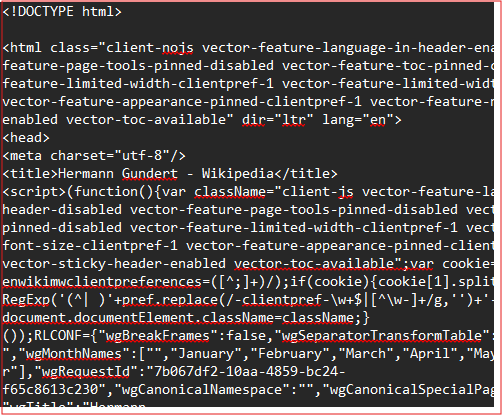 <!DOCTYPE html>
<html class="client-nojs vector-feature-language-in-header-ena
feature-page-tools-pinned-disabled vector-feature-toc-pinned-c
feature-limited-width-clientpref-1 vector-feature-limited-widt
vector-feature-appearance-pinned-clientpref-1 vector-feature-n
enabled vector-toc-available" dir="ltr" lang="en">
<head>
<meta charset="utf-8"/>
<title>Hermann Gundert - Wikipedia</title>
<script>(function(){var className="client-js vector-feature-la
header-disabled vector-feature-page-tools-pinned-disabled vect
pinned-disabled vector-feature-limited-width-clientpref-1 vect
font-size-clientpref-1 vector-feature-appearance-pinned-client
vector-sticky-header-enabled vector-toc-available";var cookie=
enwikimwclientpreferences=([^;]+)/);if(cookie){cookie[1].split
RegExp('(^| )'+pref.replace(/-clientpref-\w+$|[^\w-]+/g,'')+'-
document.documentElement.className=className;}
());RLCONF={"wgBreakFrames":false,"wgSeparatorTransformTable":
","wgMonthNames":["","January","February","March","April","May
r"],"wgRequestId":"7b067df2-10aa-4859-bc24-
f65c8613c230","wgCanonicalNamespace":"","wgCanonicalSpecialPag
"wgTitle":"Hermann